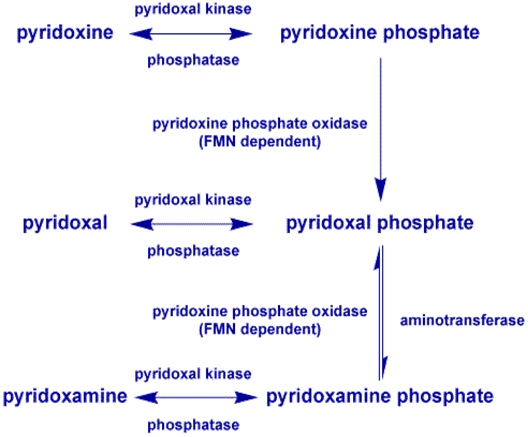 pyridoxal kinase
pyridoxine
pyridoxine phosphate
phosphatase
pyridoxine phosphate oxidase
(FMN dependent)
pyridoxal kinase
pyridoxal
pyridoxal phosphate
phosphatase
pyridoxine phosphate oxidase
(FMN dependent)
aminotransferase
pyridoxal kinase
pyridoxamine
pyridoxamine phosphate
phosphatase